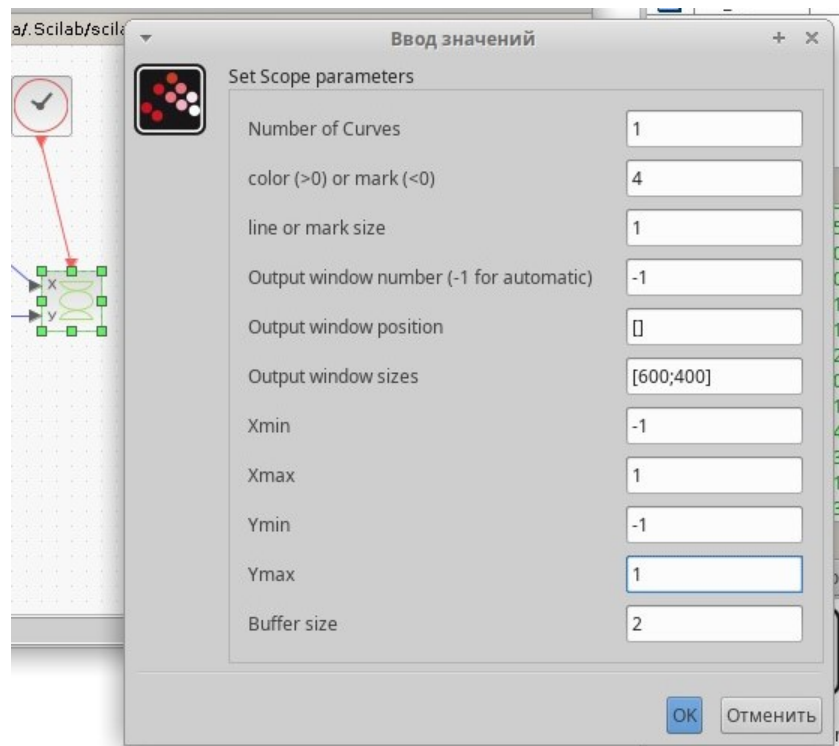 a/.Scilab/scila
Ввод значений
Set Scope parameters
Number of Curves
1
color (>0) or mark (<0)
4
line or mark size
1
Output window number (-1 for automatic)
-1
Output window position
[]
Output window sizes
[600;400]
Xmin
-1
Xmax
1
Ymin
-1
Ymax
1
Buffer size
2
X
y
OK
Отменить